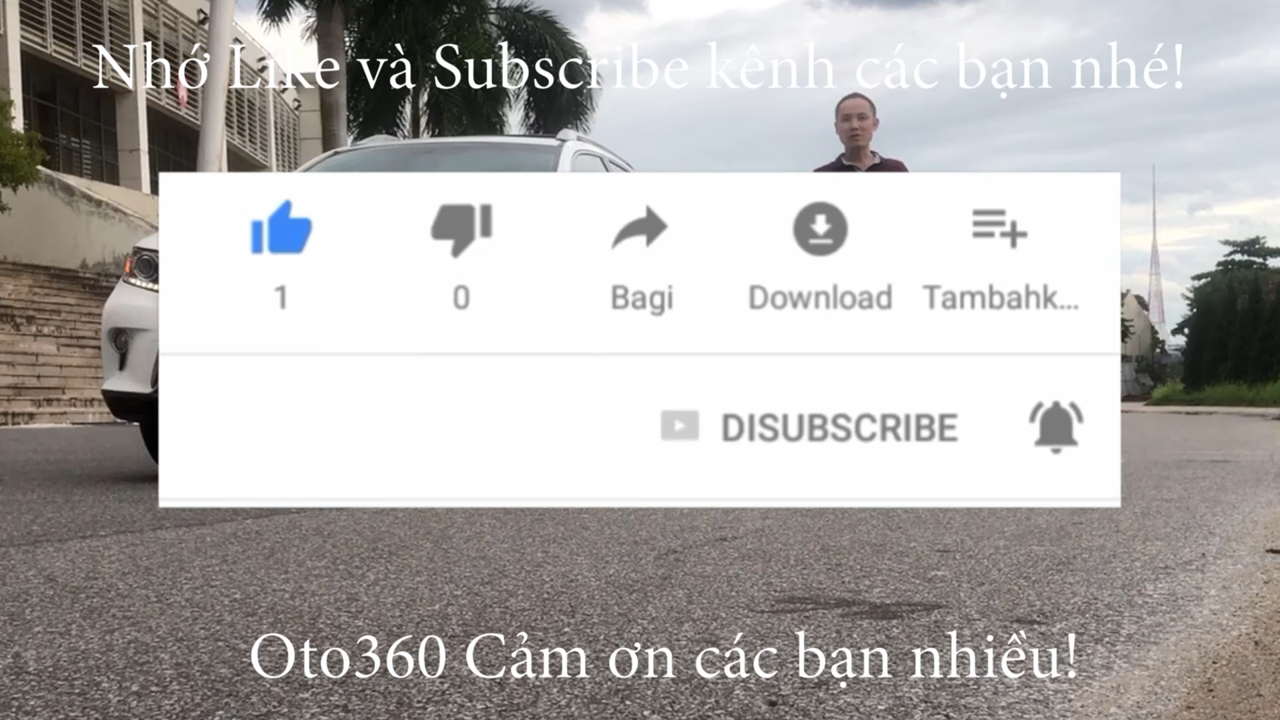 Nhớ Like và Subscribe kênh các bạn nhé!
1 0 Bagi Download Tambahk...
DISUBSCRIBE
Oto360 Cảm ơn các bạn nhiều!